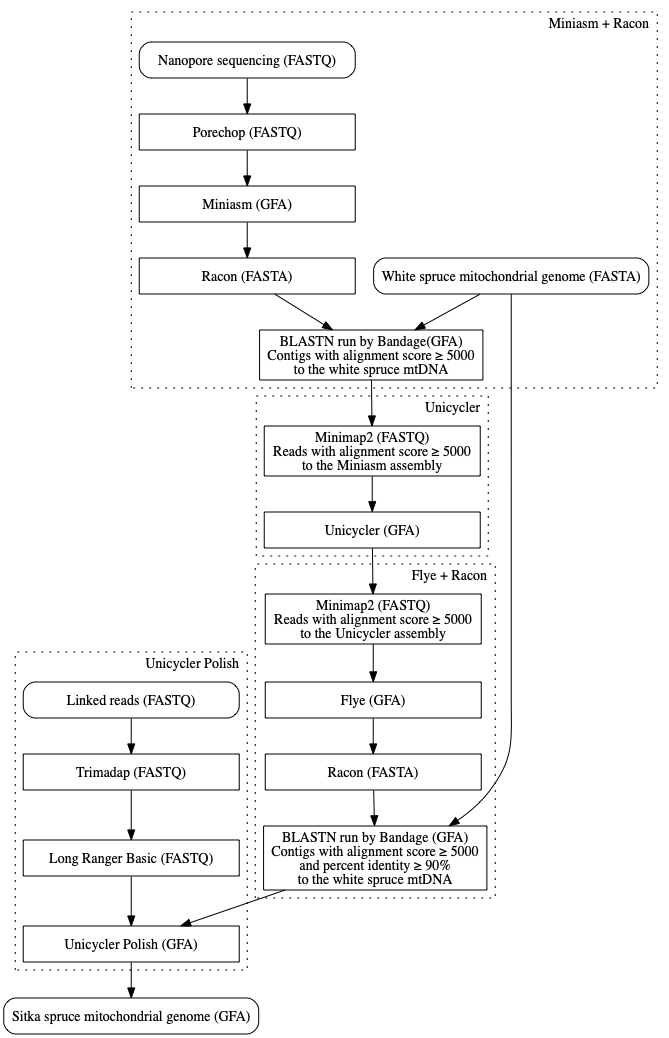 Miniasm + Racon
Nanopore sequencing (FASTQ)
Porechop (FASTQ)
Miniasm (GFA)
Racon (FASTA)
White spruce mitochondrial genome (FASTA)
BLASTN run by Bandage(GFA)
Contigs with alignment score ≥ 5000
to the white spruce mtDNA
Unicycler
Minimap2 (FASTQ)
Reads with alignment score ≥ 5000
to the Miniasm assembly
Unicycler (GFA)
Flye + Racon
Minimap2 (FASTQ)
Reads with alignment score ≥ 5000
to the Unicycler assembly
Flye (GFA)
Racon (FASTA)
BLASTN run by Bandage (GFA)
Contigs with alignment score ≥ 5000
and percent identity ≥ 90%
to the white spruce mtDNA
Unicycler Polish
Linked reads (FASTQ)
Trimadap (FASTQ)
Long Ranger Basic (FASTQ)
Unicycler Polish (GFA)
Sitka spruce mitochondrial genome (GFA)